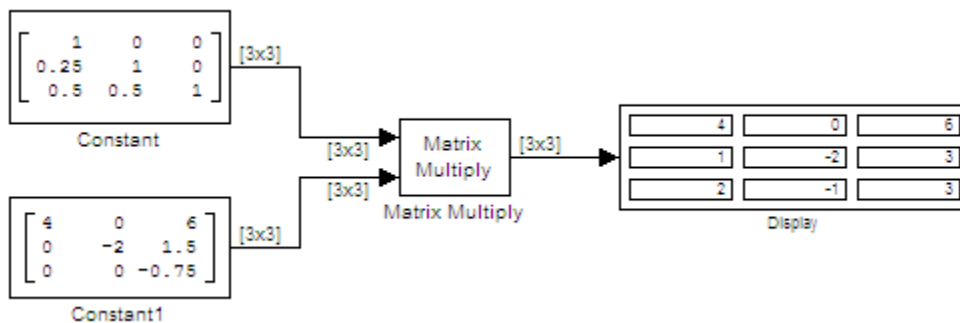 1 0 0
0.25 1 0
0.5 0.5 1
Constant
[3x3]
[3x3]
4 0 6
0 -2 1.5
0 0 -0.75
Constant1
[3x3]
[3x3]
Matrix
Multiply
Matrix Multiply
[3x3]
4 0 6
1 -2 3
2 -1 3
Display